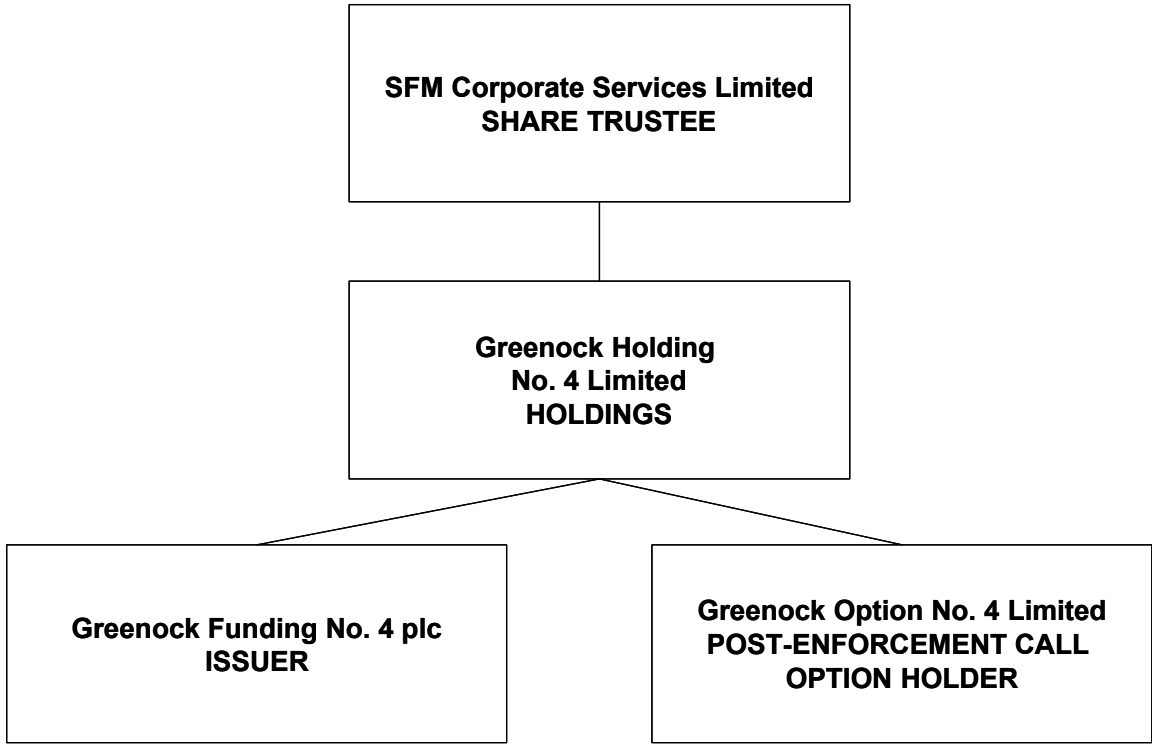 SFM Corporate Services Limited
SHARE TRUSTEE
Greenock Holding
No. 4 Limited
HOLDINGS
Greenock Funding No. 4 plc
ISSUER
Greenock Option No. 4 Limited
POST-ENFORCEMENT CALL
OPTION HOLDER